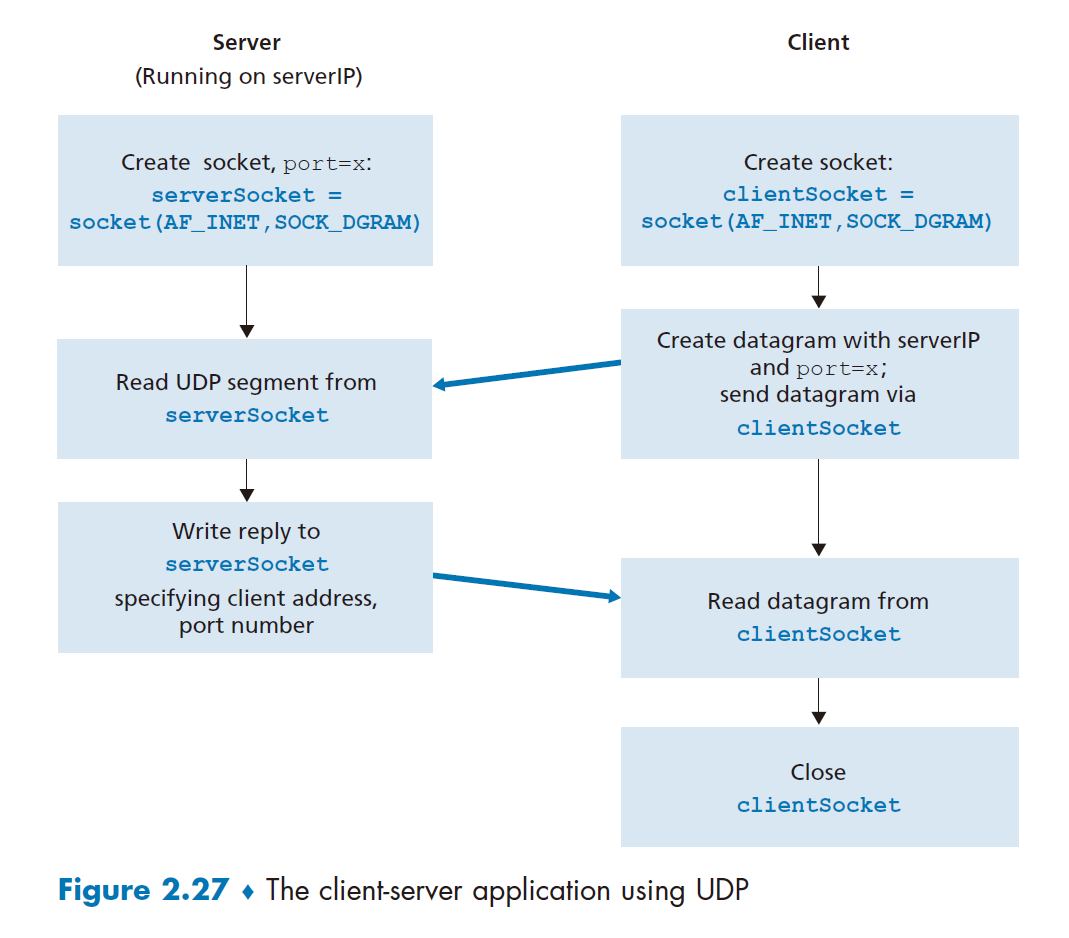 Server
(Running on serverIP)
Create socket, port=x:
serverSocket =
socket(AF_INET,SOCK_DGRAM)
Read UDP segment from
serverSocket
Write reply to
serverSocket
specifying client address,
port number
Client
Create socket:
clientSocket =
socket(AF_INET,SOCK_DGRAM)
Create datagram with serverIP
and port=x;
send datagram via
clientSocket
Read datagram from
clientSocket
Close
clientSocket
Figure 2.27 ♦ The client-server application using UDP